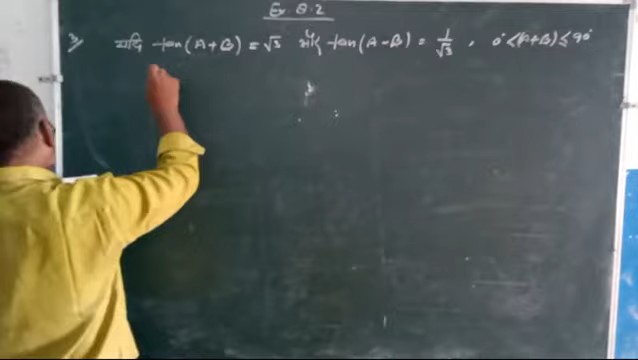 Ex. 8.2
3) यदि tan(A+B) = √3 और tan(A-B) = 1/√3 , 0° < (A+B) ≤ 90°